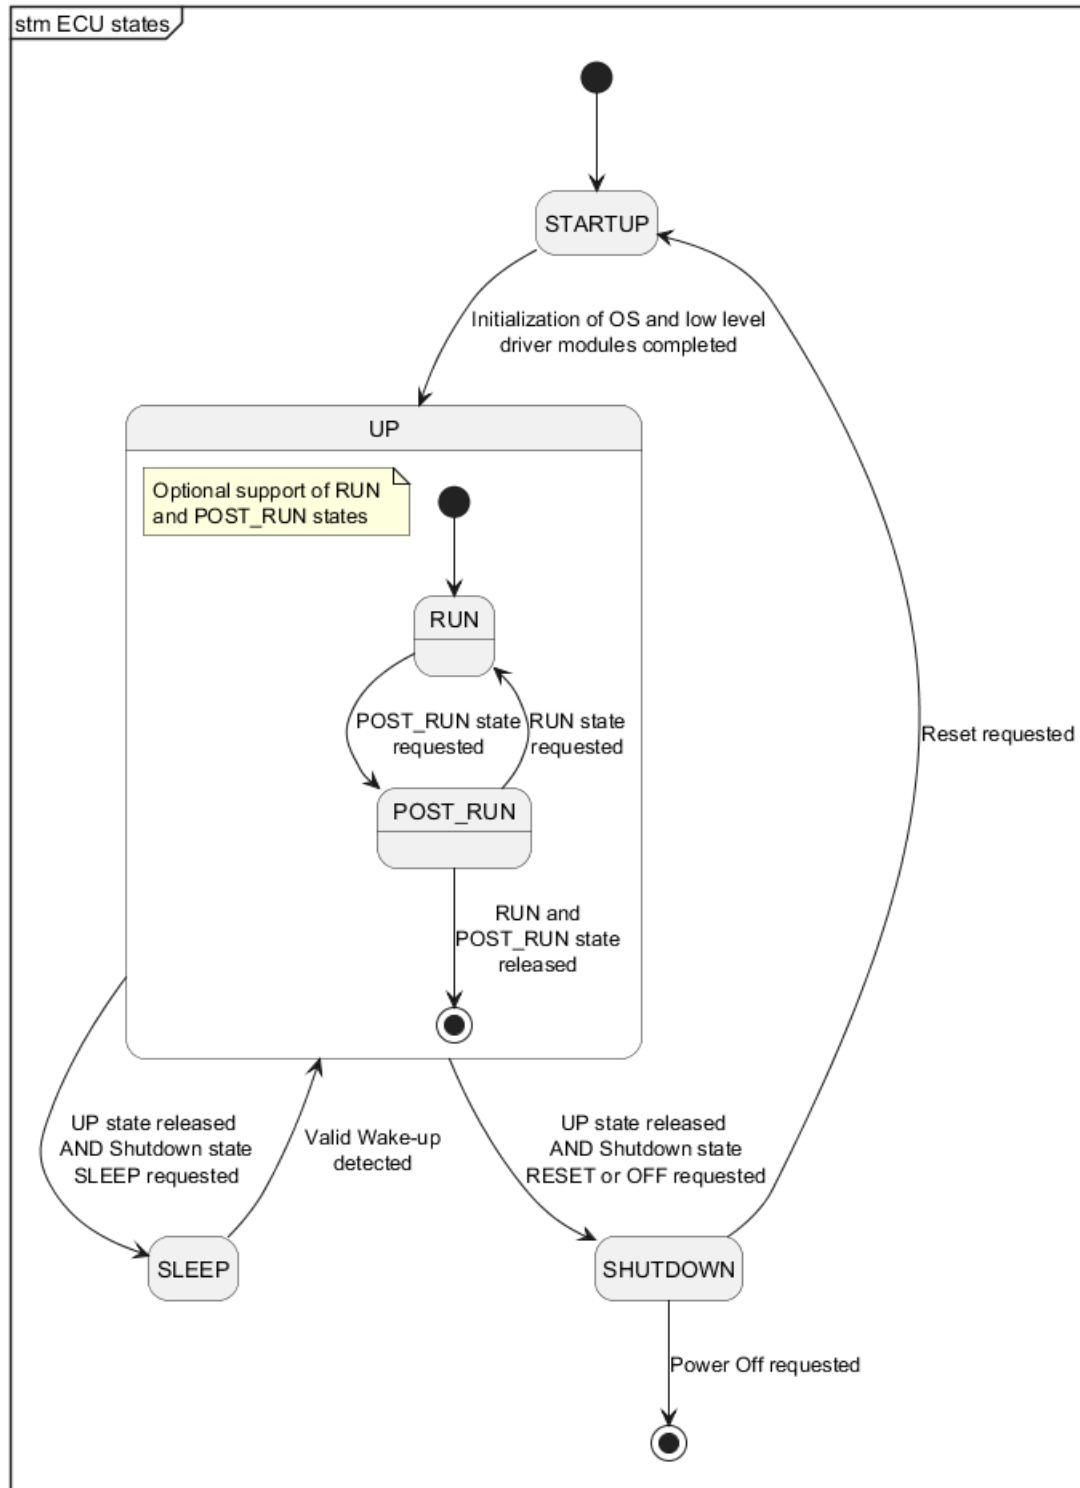 stm ECU states
STARTUP
Initialization of OS and low level
driver modules completed
UP
Optional support of RUN
and POST_RUN states
RUN
POST_RUN state
requested
RUN state
requested
Reset requested
POST_RUN
RUN and
POST_RUN state
released
UP state released
AND Shutdown state
SLEEP requested
Valid Wake-up
detected
UP state released
AND Shutdown state
RESET or OFF requested
SLEEP
SHUTDOWN
Power Off requested